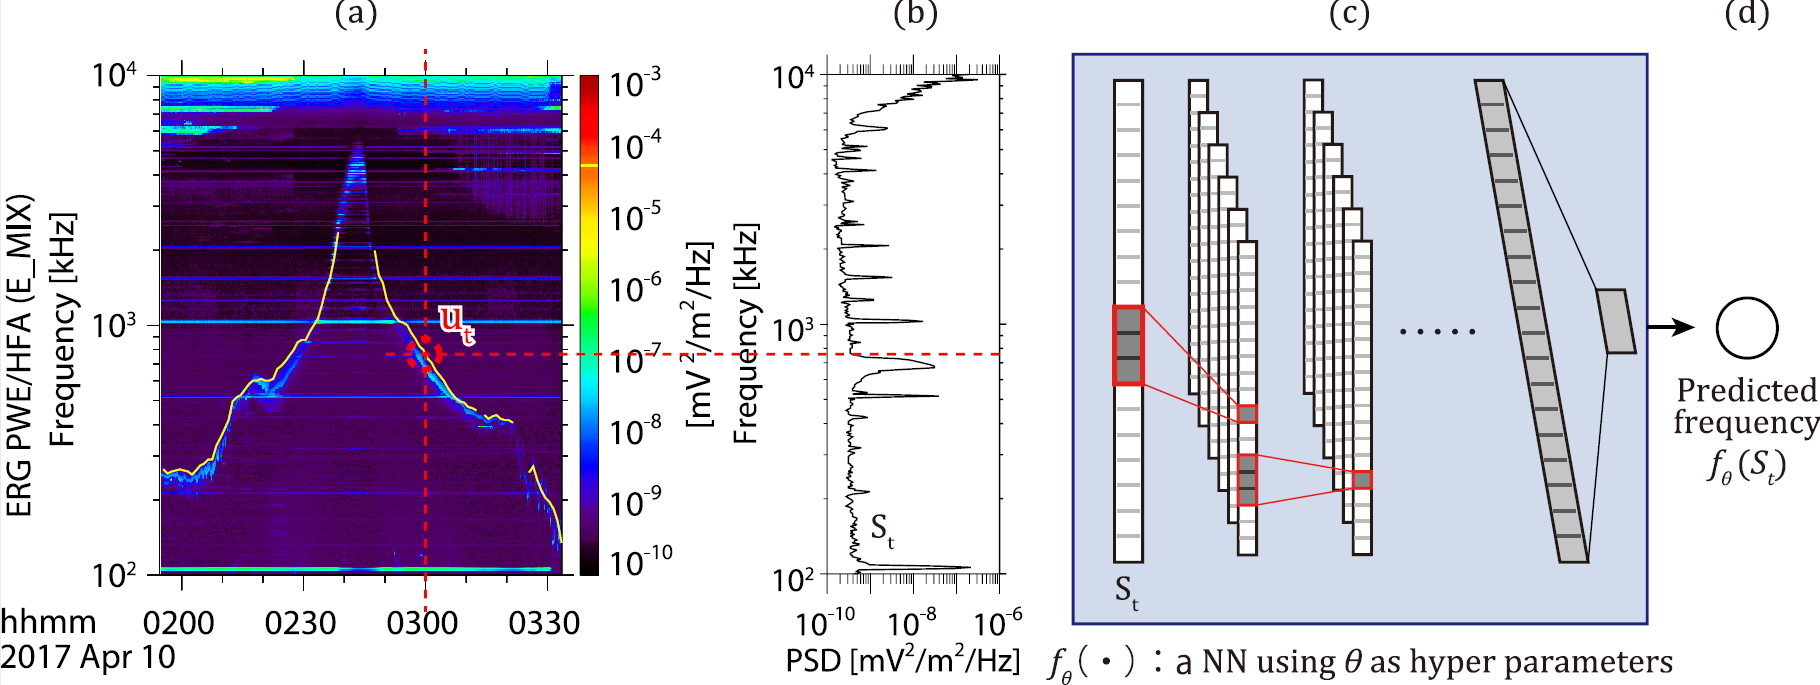 (a)
(b)
(c)
(d)
ERG PWE/HFA (E_MIX)
Frequency [kHz]
10⁴
10³
10²
hhmm 0200 0230 0300 0330
2017 Apr 10
uₜ
10⁻³
10⁻⁴
10⁻⁵
10⁻⁶
10⁻⁷
10⁻⁸
10⁻⁹
10⁻¹⁰
[mV²/m²/Hz]
Frequency [kHz]
10⁴
10³
10²
Sₜ
10⁻¹⁰ 10⁻⁸ 10⁻⁶
PSD [mV²/m²/Hz]
Sₜ
.....
Predicted
frequency
f_θ(Sₜ)
f_θ(・) : a NN using θ as hyper parameters